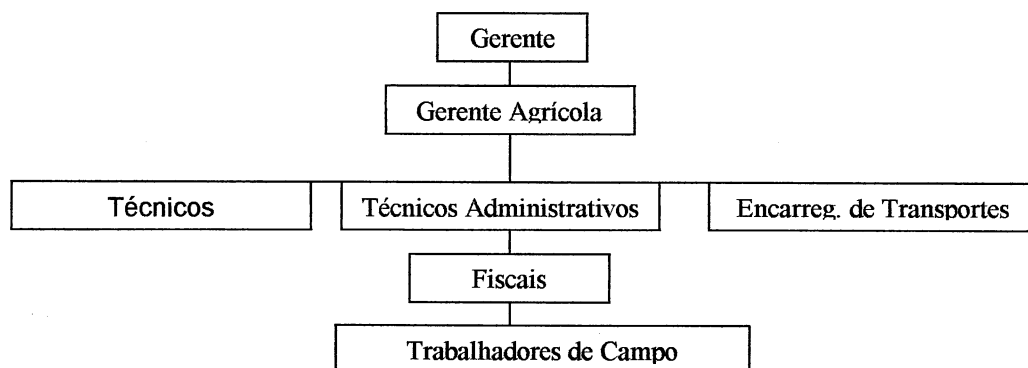 Gerente
Gerente Agrícola
Técnicos
Técnicos Administrativos
Encarreg. de Transportes
Fiscais
Trabalhadores de Campo